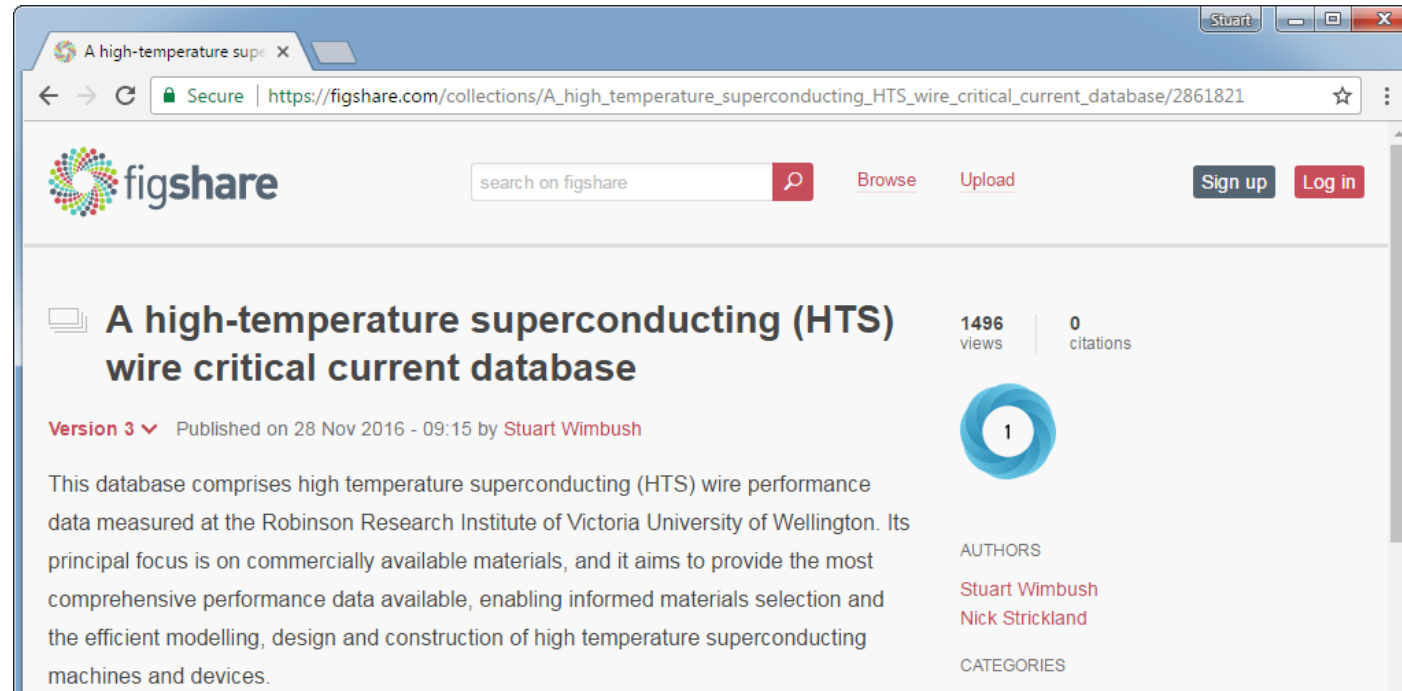 Stuart
A high-temperature supe
Secure | https://figshare.com/collections/A_high_temperature_superconducting_HTS_wire_critical_current_database/2861821
figshare
search on figshare
Browse
Upload
Sign up
Log in
A high-temperature superconducting (HTS)
wire critical current database
Version 3 Published on 28 Nov 2016 - 09:15 by Stuart Wimbush
This database comprises high temperature superconducting (HTS) wire performance
data measured at the Robinson Research Institute of Victoria University of Wellington. Its
principal focus is on commercially available materials, and it aims to provide the most
comprehensive performance data available, enabling informed materials selection and
the efficient modelling, design and construction of high temperature superconducting
machines and devices.
1496 0
views citations
1
AUTHORS
Stuart Wimbush
Nick Strickland
CATEGORIES